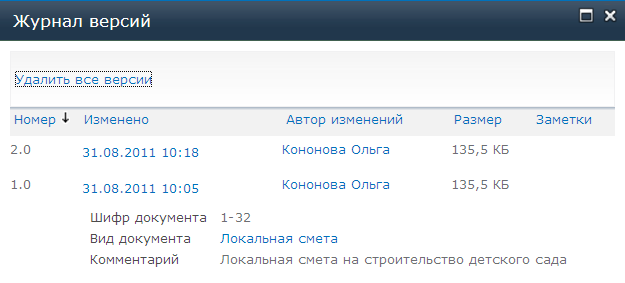 Журнал версий
Удалить все версии
Номер Изменено Автор изменений Размер Заметки
2.0 31.08.2011 10:18 Кононова Ольга 135,5 КБ
1.0 31.08.2011 10:05 Кононова Ольга 135,5 КБ
Шифр документа 1-32
Вид документа Локальная смета
Комментарий Локальная смета на строительство детского сада